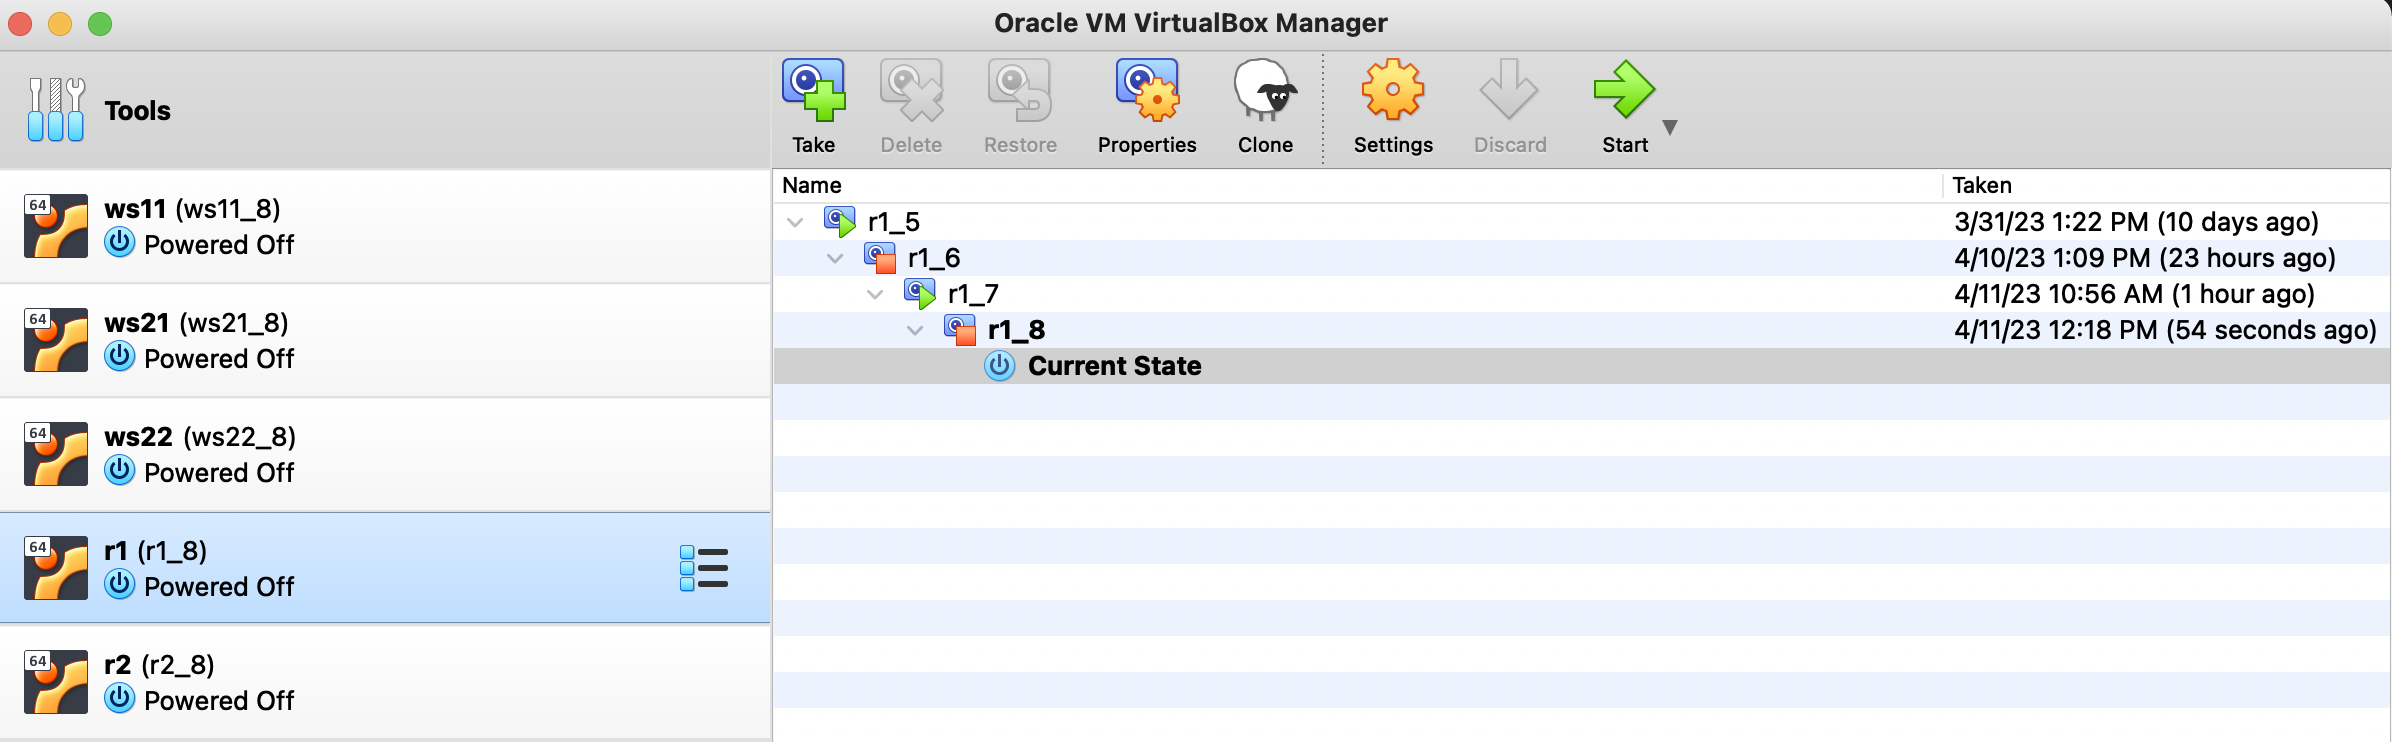 Oracle VM VirtualBox Manager
Tools
Take
Delete
Restore
Properties
Clone
Settings
Discard
Start
64
ws11 (ws11_8)
Powered Off
64
ws21 (ws21_8)
Powered Off
64
ws22 (ws22_8)
Powered Off
64
r1 (r1_8)
Powered Off
64
r2 (r2_8)
Powered Off
Name Taken
r1_5 3/31/23 1:22 PM (10 days ago)
r1_6 4/10/23 1:09 PM (23 hours ago)
r1_7 4/11/23 10:56 AM (1 hour ago)
r1_8 4/11/23 12:18 PM (54 seconds ago)
Current State